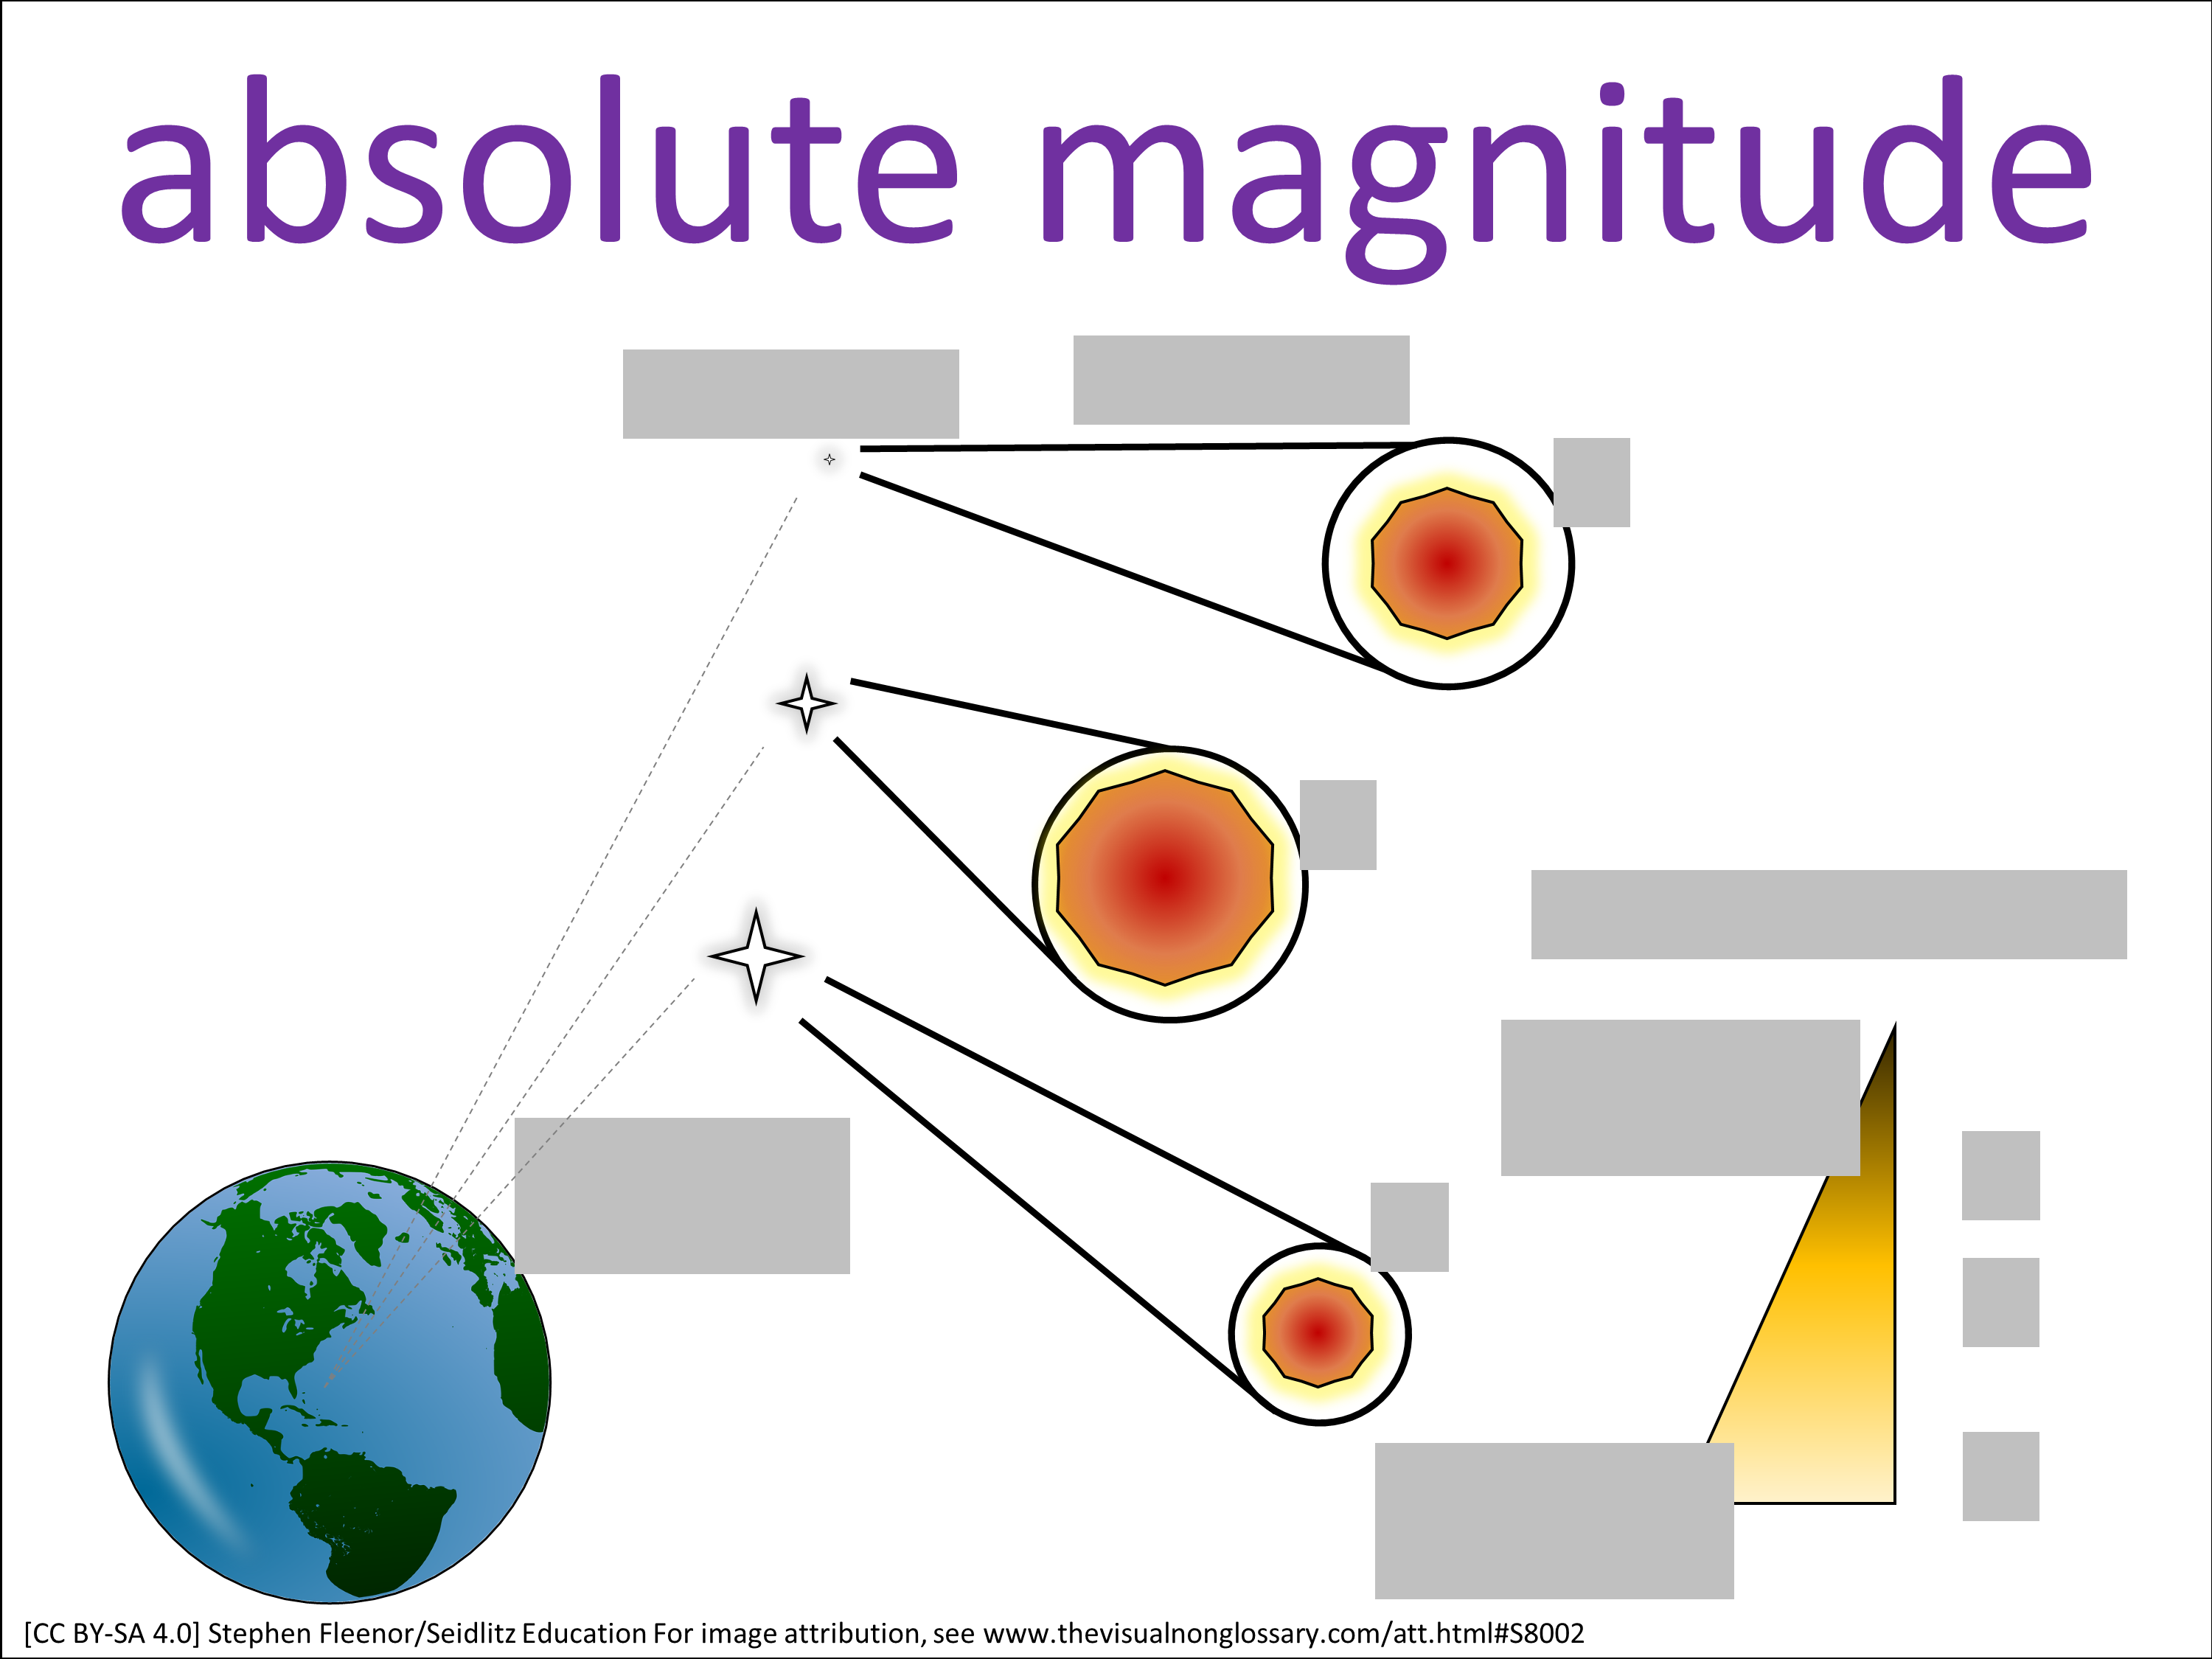 absolute magnitude
[CC BY-SA 4.0] Stephen Fleenor/Seidlitz Education For image attribution, see www.thevisualnonglossary.com/att.html#S8002